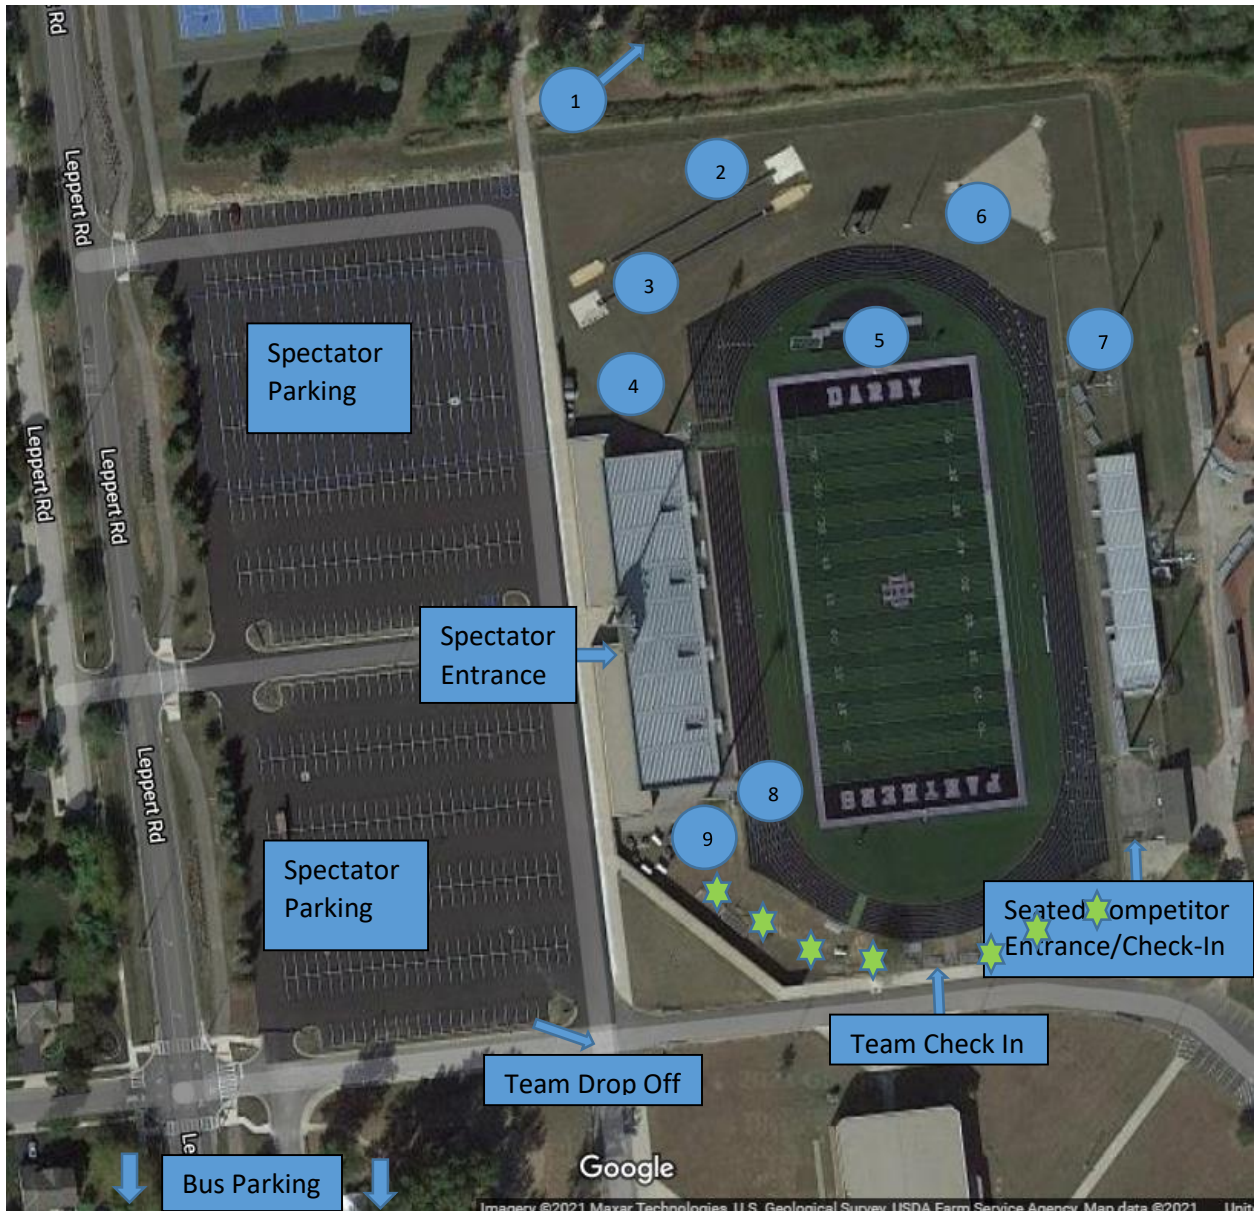 Rd
1
Leppert Rd
2
6
3
5
7
Spectator
Parking
4
DARBY
Leppert Rd
Leppert Rd
Spectator
Entrance
Leppert Rd
8
PANTHERS
9
Spectator
Parking
Seated Competitor
Entrance/Check-In
Team Check In
Team Drop Off
Le
Bus Parking
Google
Imagery ©2021 Maxar Technologies, U.S. Geological Survey, USDA Farm Service Agency, Map data ©2021